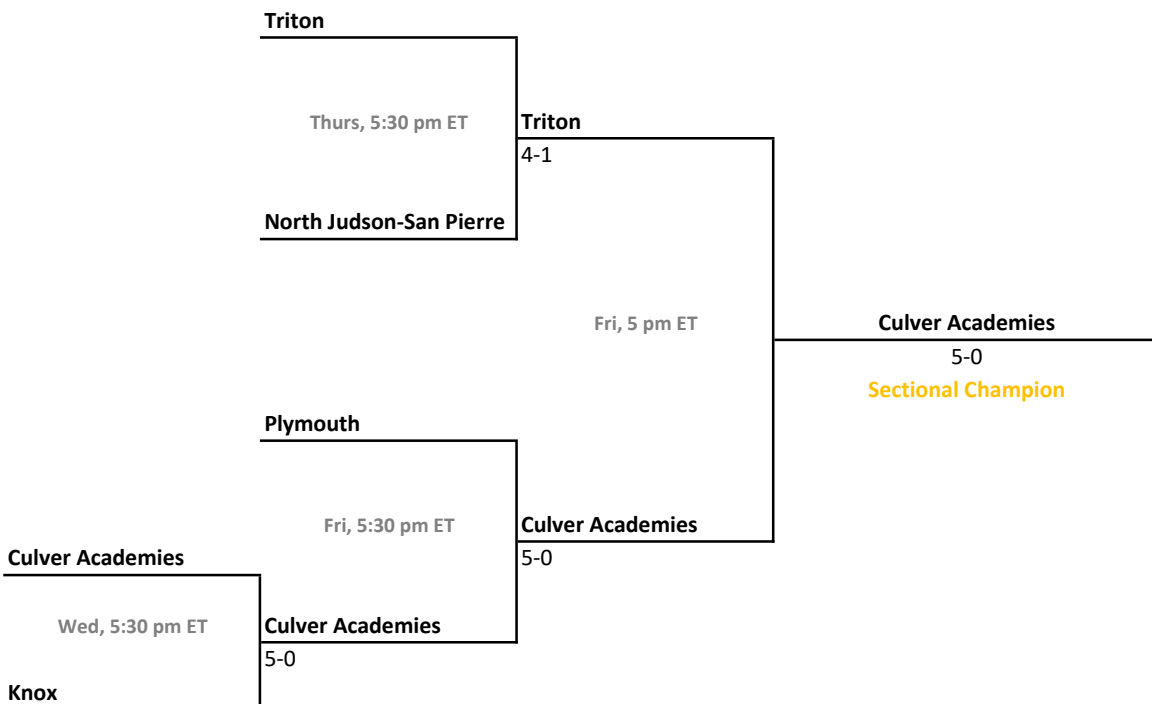 Triton
Thurs, 5:30 pm ET
Triton
4-1
North Judson-San Pierre
Fri, 5 pm ET
Culver Academies
5-0
Sectional Champion
Plymouth
Fri, 5:30 pm ET
Culver Academies
5-0
Culver Academies
Wed, 5:30 pm ET
Culver Academies
5-0
Knox